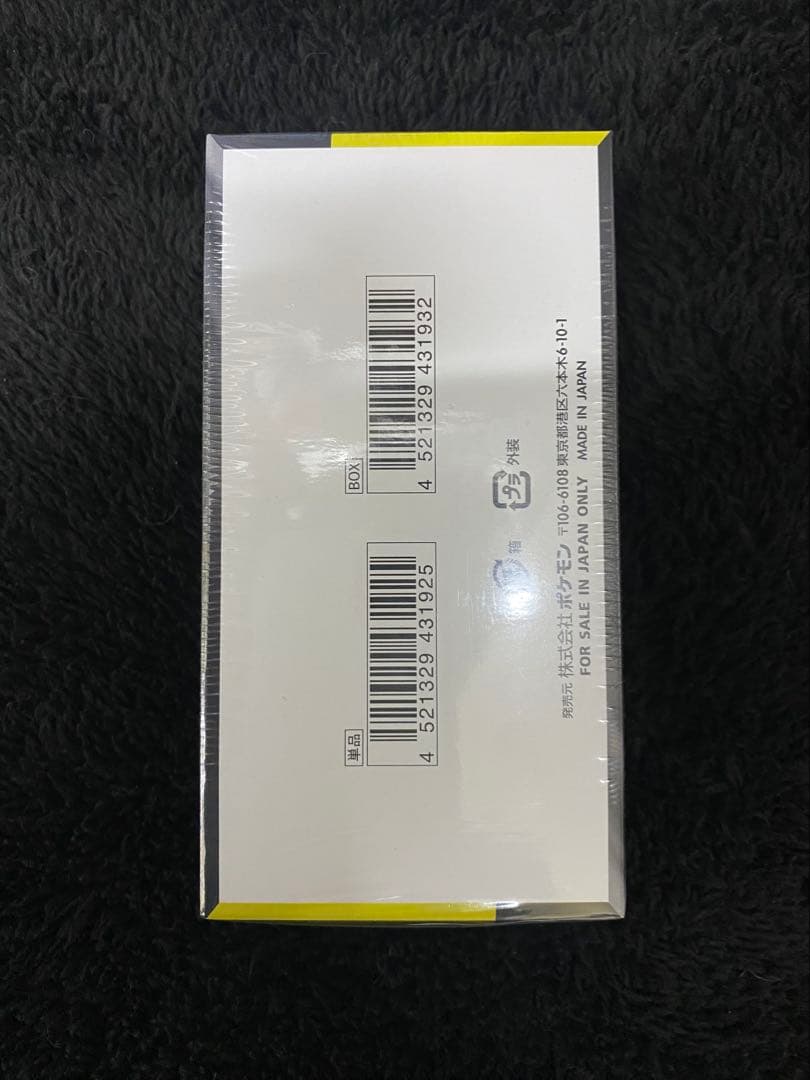 単品
4 521329 431925
BOX
4 521329 431932
箱
プラ 外装
発売元 株式会社 ポケモン 〒106-6108 東京都港区六本木6-10-1
FOR SALE IN JAPAN ONLY MADE IN JAPAN